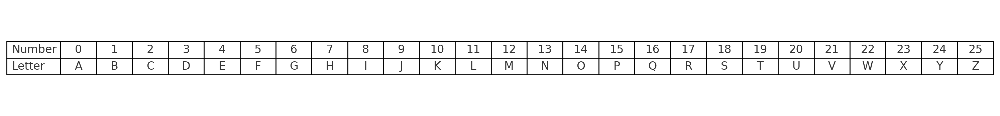 Number 0 1 2 3 4 5 6 7 8 9 10 11 12 13 14 15 16 17 18 19 20 21 22 23 24 25
Letter A B C D E F G H I J K L M N O P Q R S T U V W X Y Z